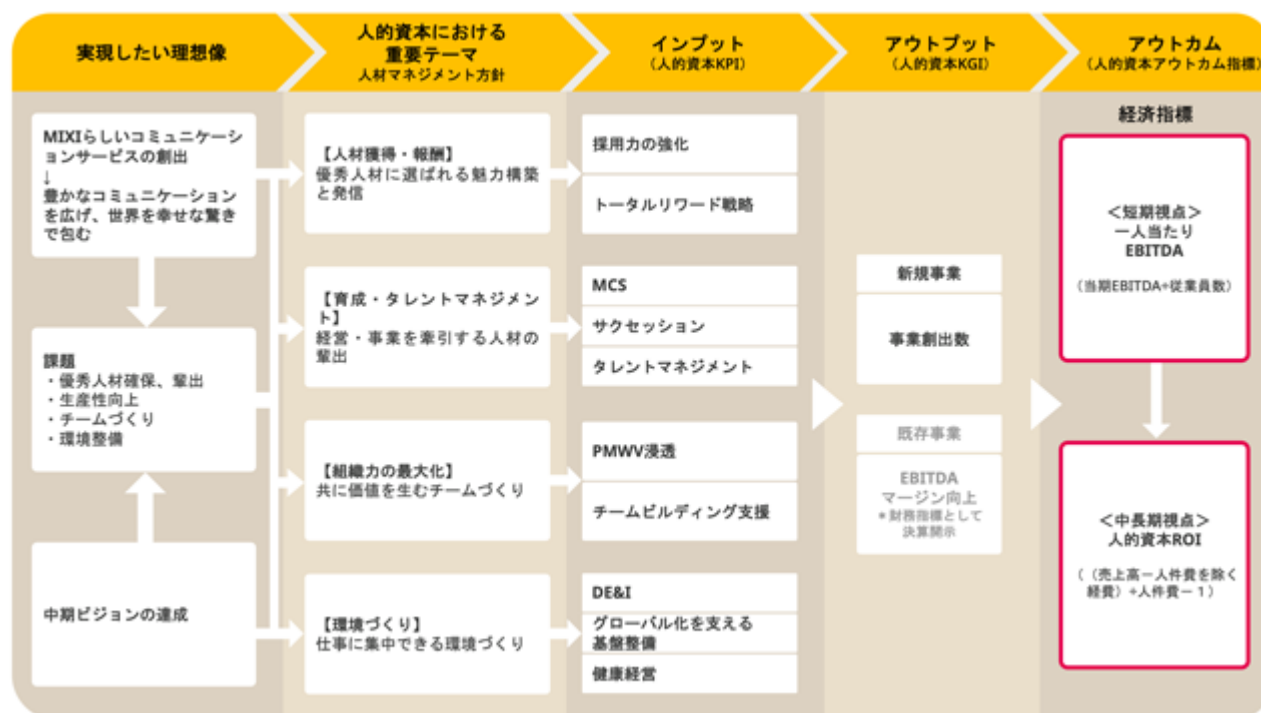 実現したい理想像
人的資本における
重要テーマ
人材マネジメント方針
インプット
（人的資本KPI）
アウトプット
（人的資本KGI）
アウトカム
（人的資本アウトカム指標）
MIXIらしいコミュニケーシ
ョンサービスの創出
↓
豊かなコミュニケーション
を広げ、世界を幸せな驚き
で包む
課題
・優秀人材確保、輩出
・生産性向上
・チームづくり
・環境整備
中期ビジョンの達成
【人材獲得・報酬】
優秀人材に選ばれる魅力構築
と発信
【育成・タレントマネジメン
ト】
経営・事業を牽引する人材の
輩出
【組織力の最大化】
共に価値を生むチームづくり
【環境づくり】
仕事に集中できる環境づくり
採用力の強化
トータルリワード戦略
MCS
サクセッション
タレントマネジメント
PMWV浸透
チームビルディング支援
DE&I
グローバル化を支える
基盤整備
健康経営
新規事業
事業創出数
既存事業
EBITDA
マージン向上
＊財務指標として
決算開示
経済指標
＜短期視点＞
一人当たり
EBITDA
（当期EBITDA÷従業員数）
＜中長期視点＞
人的資本ROI
（（売上高－人件費を除く
経費）÷人件費－１）